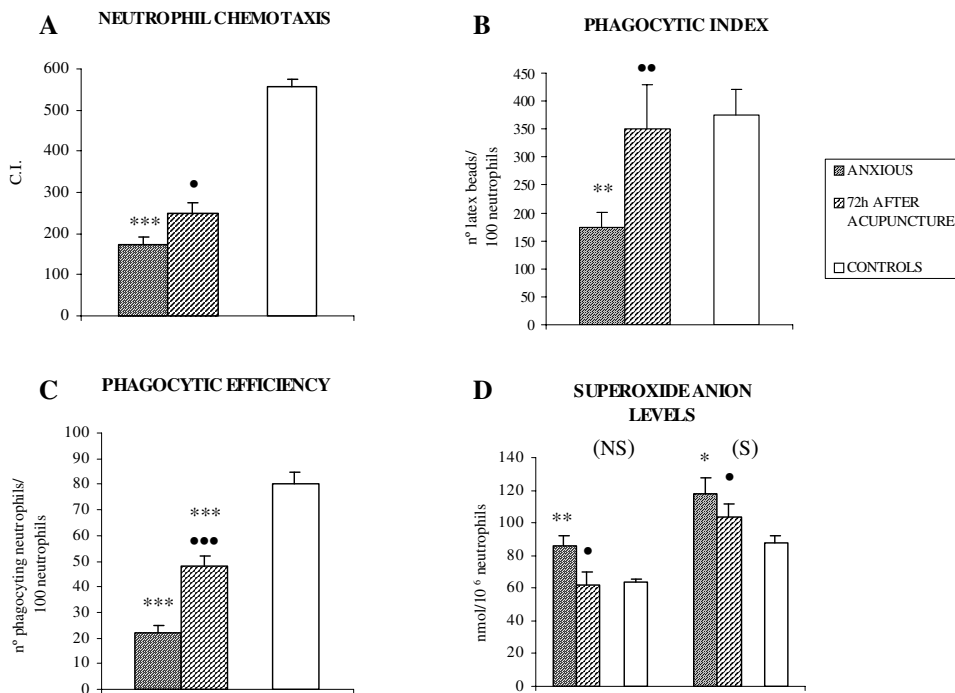 A
NEUTROPHIL CHEMOTAXIS
C.I.
600
500
400
300
200
100
0
***
•
B
PHAGOCYTIC INDEX
nº latex beads/
100 neutrophils
450
400
350
300
250
200
150
100
50
0
**
••
ANXIOUS
72h AFTER
ACUPUNCTURE
CONTROLS
C
PHAGOCYTIC EFFICIENCY
nº phagocyting neutrophils/
100 neutrophils
100
90
80
70
60
50
40
30
20
10
0
***
***
•••
D
SUPEROXIDE ANION
LEVELS
(NS) (S)
nmol/10⁶ neutrophils
140
120
100
80
60
40
20
0
**
•
*
•